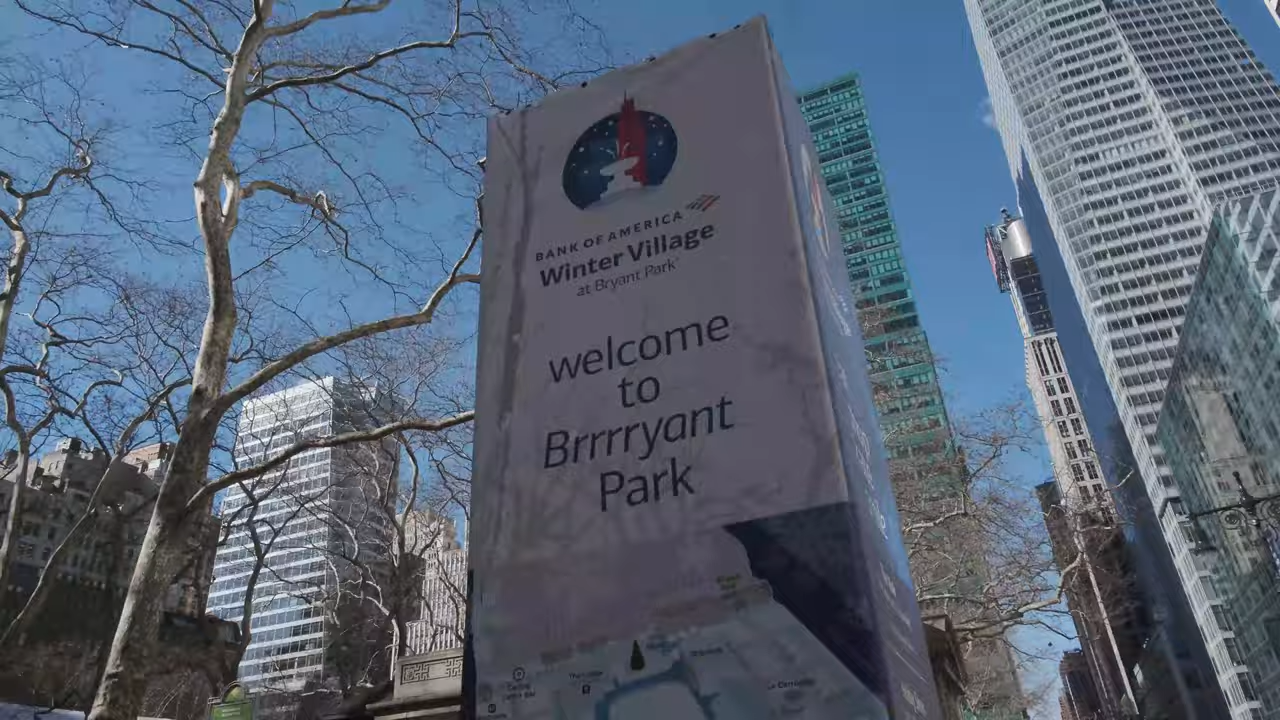 BANK OF AMERICA
Winter Village
at Bryant Park
welcome
to
Brrrryant
Park